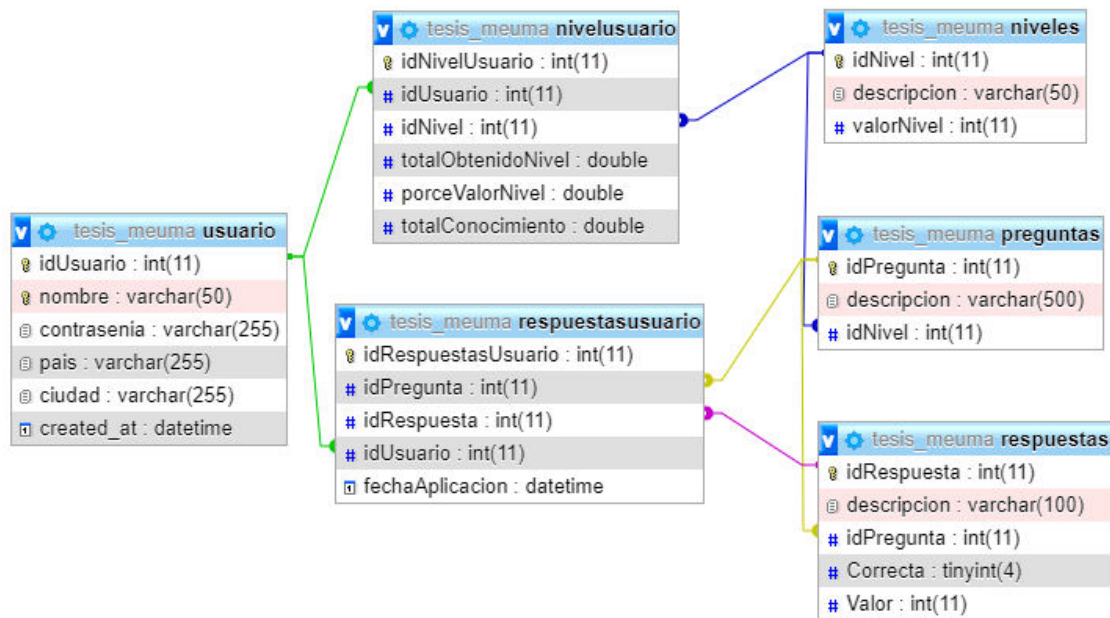 tesis_meuma nivelusuario
idNivelUsuario : int(11)
idUsuario : int(11)
idNivel : int(11)
totalObtenidoNivel : double
porceValorNivel : double
totalConocimiento : double
tesis_meuma niveles
idNivel : int(11)
descripcion : varchar(50)
valorNivel : int(11)
tesis_meuma usuario
idUsuario : int(11)
nombre : varchar(50)
contrasenia : varchar(255)
pais : varchar(255)
ciudad : varchar(255)
created_at : datetime
tesis_meuma respuestasusuario
idRespuestasUsuario : int(11)
idPregunta : int(11)
idRespuesta : int(11)
idUsuario : int(11)
fechaAplicacion : datetime
tesis_meuma preguntas
idPregunta : int(11)
descripcion : varchar(500)
idNivel : int(11)
tesis_meuma respuestas
idRespuesta : int(11)
descripcion : varchar(100)
idPregunta : int(11)
Correcta : tinyint(4)
Valor : int(11)